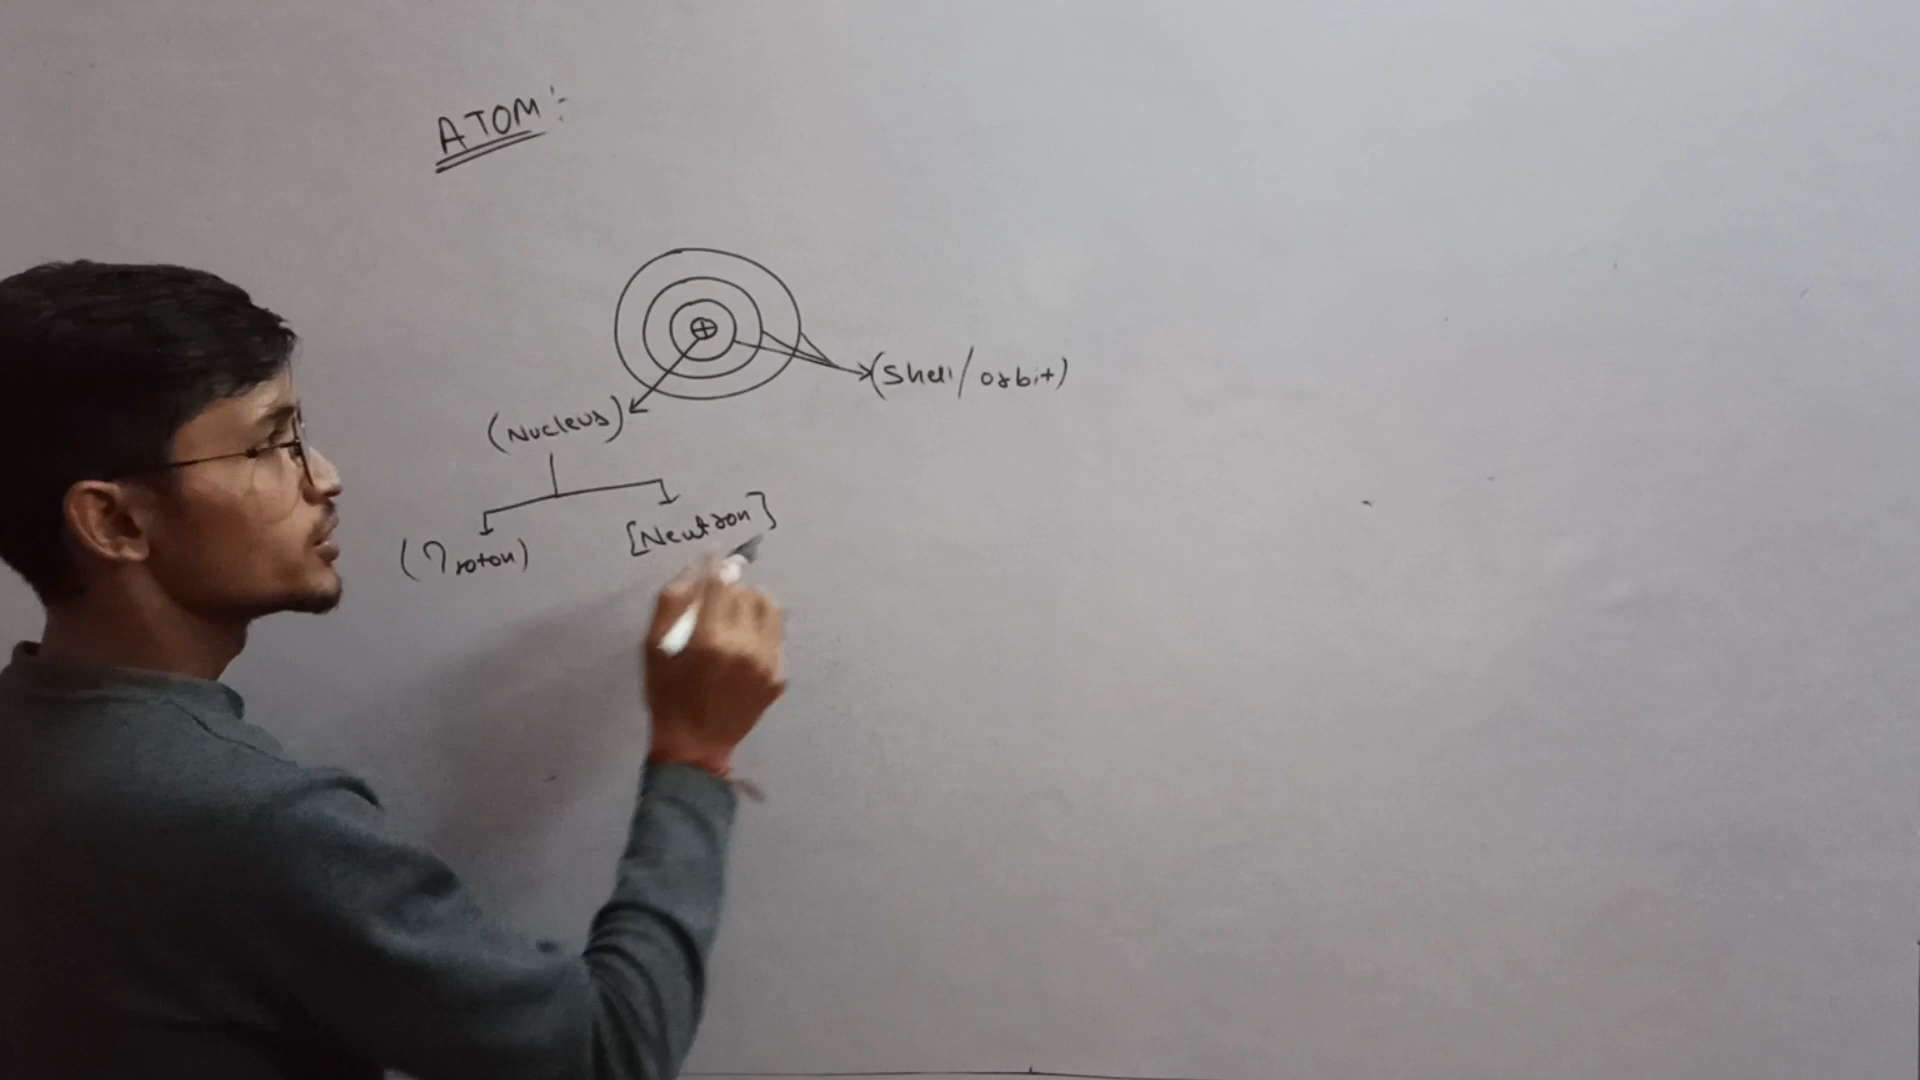 ATOM :-
(Shell/orbit)
(Nucleus)
(Proton) [Neutron]